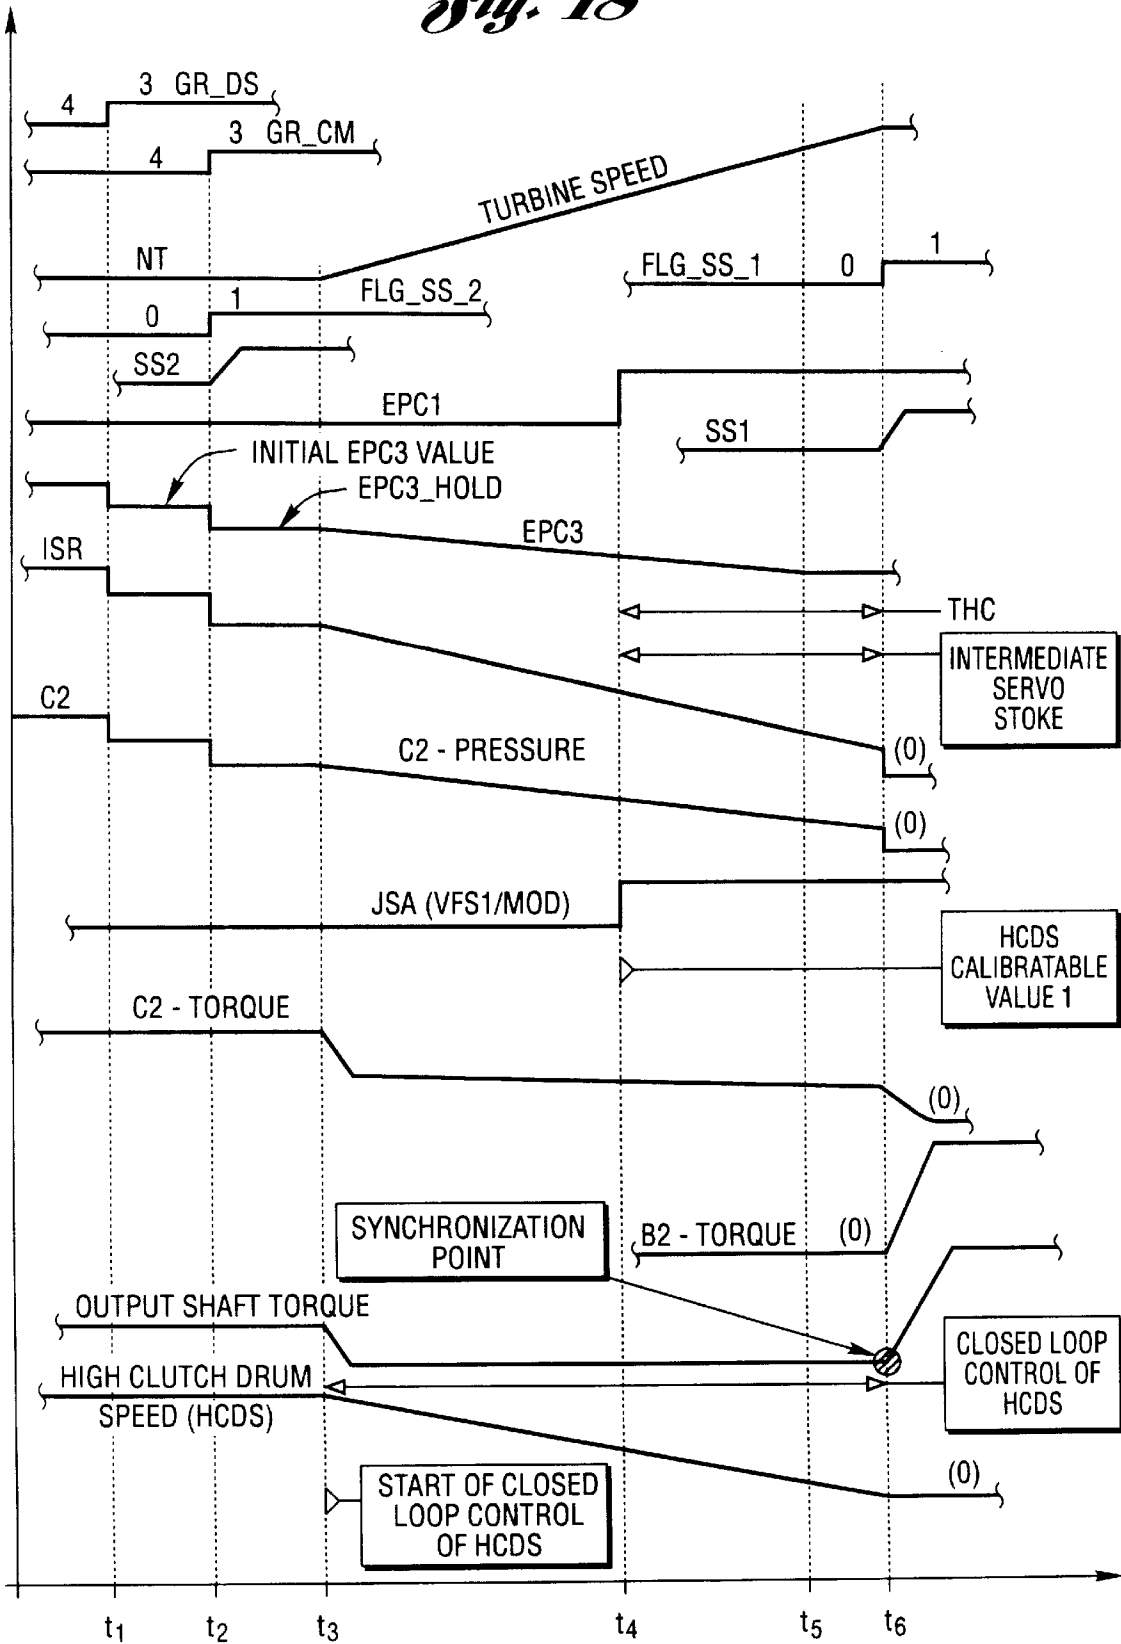 Fig. 18
3 GR_DS
4
3 GR_CM
4
TURBINE SPEED
NT
FLG_SS_1 0 1
1 FLG_SS_2
0
SS2
EPC1
SS1
INITIAL EPC3 VALUE
EPC3_HOLD
EPC3
ISR
THC
INTERMEDIATE
SERVO
STOKE
C2
C2 - PRESSURE
(0)
(0)
JSA (VFS1/MOD)
HCDS
CALIBRATABLE
VALUE 1
C2 - TORQUE
(0)
SYNCHRONIZATION
POINT
B2 - TORQUE (0)
OUTPUT SHAFT TORQUE
CLOSED LOOP
CONTROL OF
HCDS
HIGH CLUTCH DRUM
SPEED (HCDS)
(0)
START OF CLOSED
LOOP CONTROL
OF HCDS
t1 t2 t3 t4 t5 t6